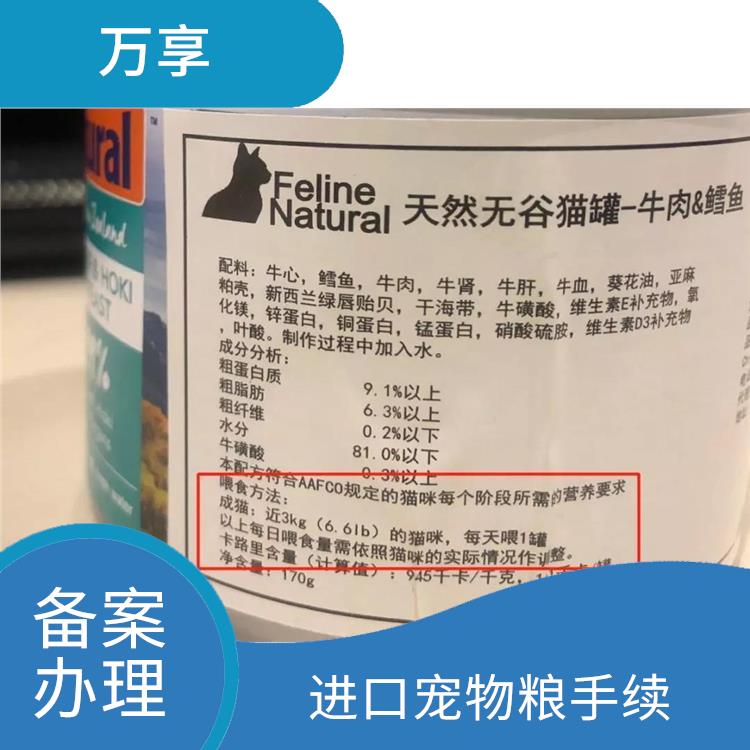 万享
ural
™
HOKI
Feline
Natural
天然无谷猫罐-牛肉&鳕鱼
配料：牛心，鳕鱼，牛肉，牛肾，牛肝，牛血，葵花油，亚麻
粕壳，新西兰绿唇贻贝，干海带，牛磺酸，维生素E补充物，氧
化镁，锌蛋白，铜蛋白，锰蛋白，硝酸硫胺，维生素D3补充物
，叶酸。制作过程中加入水。
成分分析：
粗蛋白质 9.1%以上
粗脂肪 6.3%以上
粗纤维 0.2%以下
水分 81.0%以下
牛磺酸 0.3%以上
本配方符合AAFCO规定的猫咪每个阶段所需的营养要求
喂食方法：
成猫：近3kg（6.6lb）的猫咪，每天喂1罐
以上每日喂食量需依照猫咪的实际情况作调整。
卡路里含量（计算值）：945千卡/千克，
净含量：170g
water
备案
办理
进口宠物粮手续